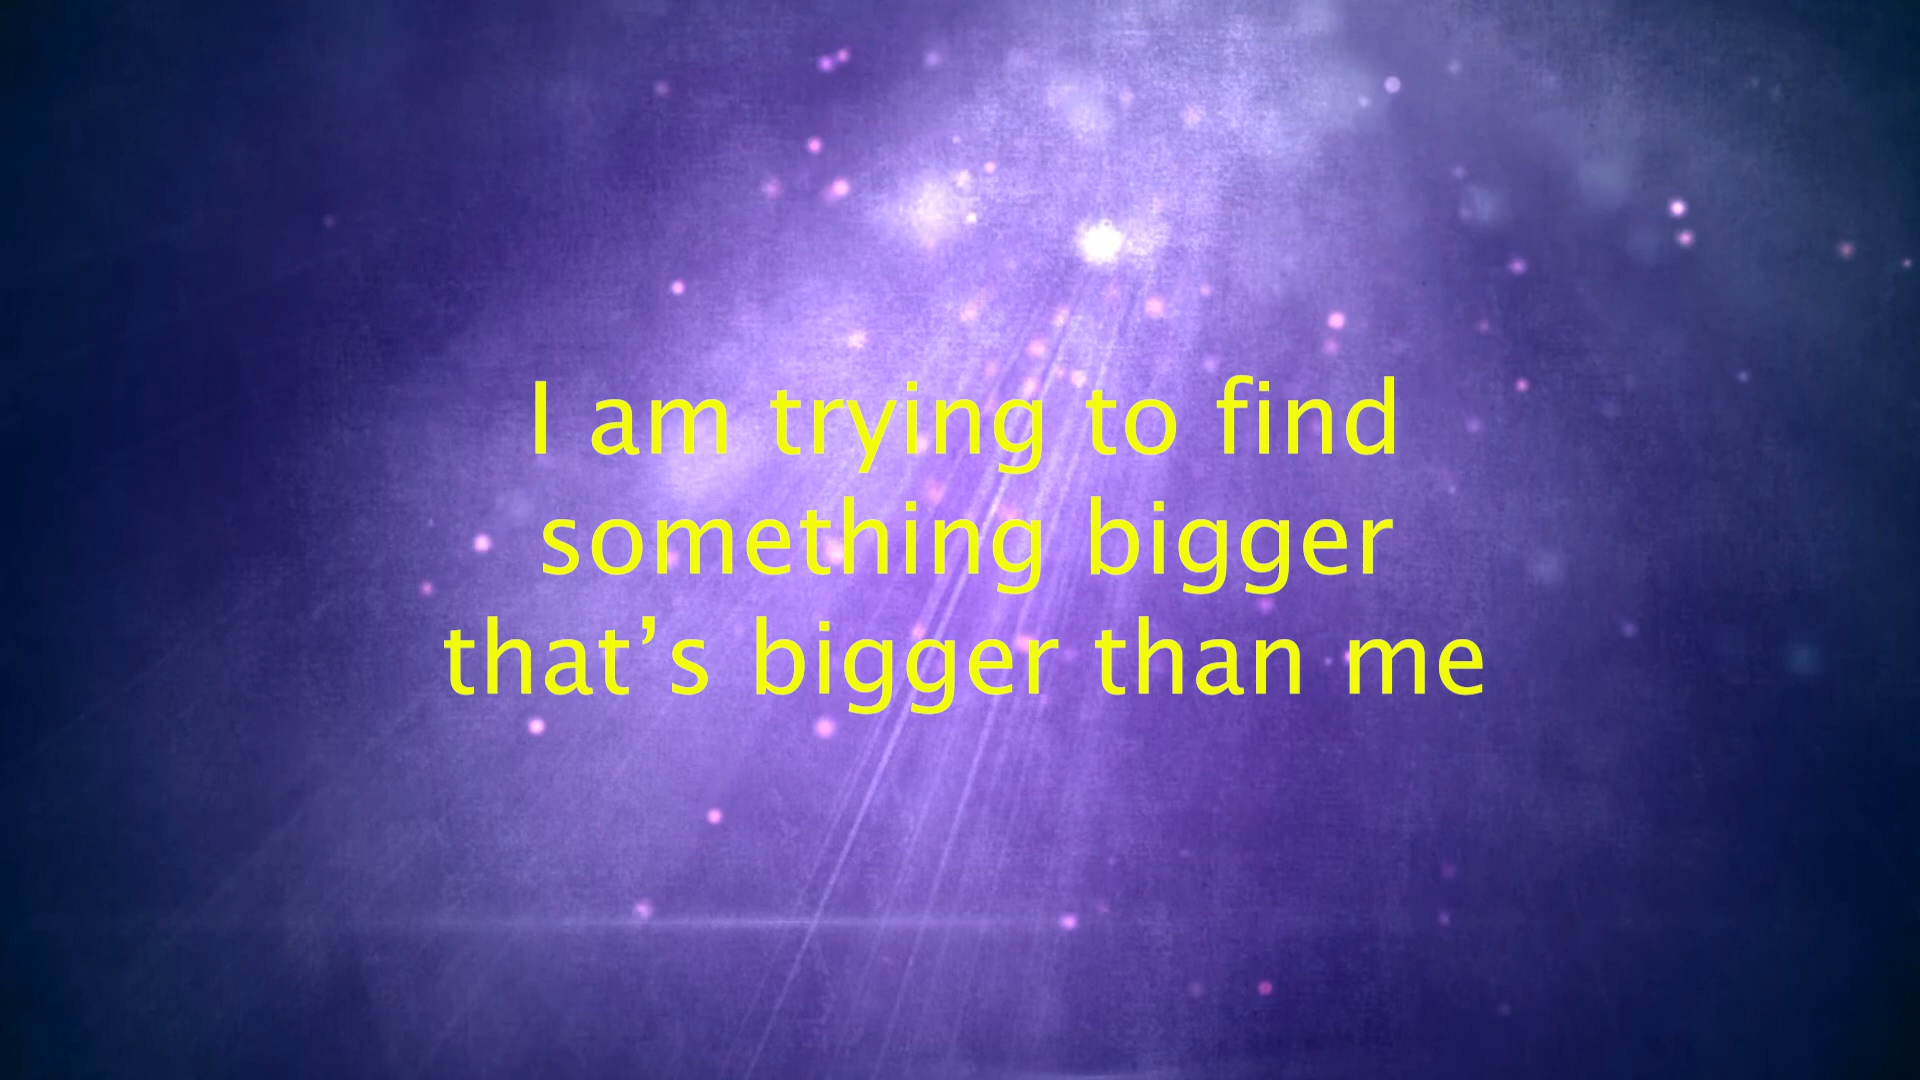 I am trying to find
something bigger
that’s bigger than me